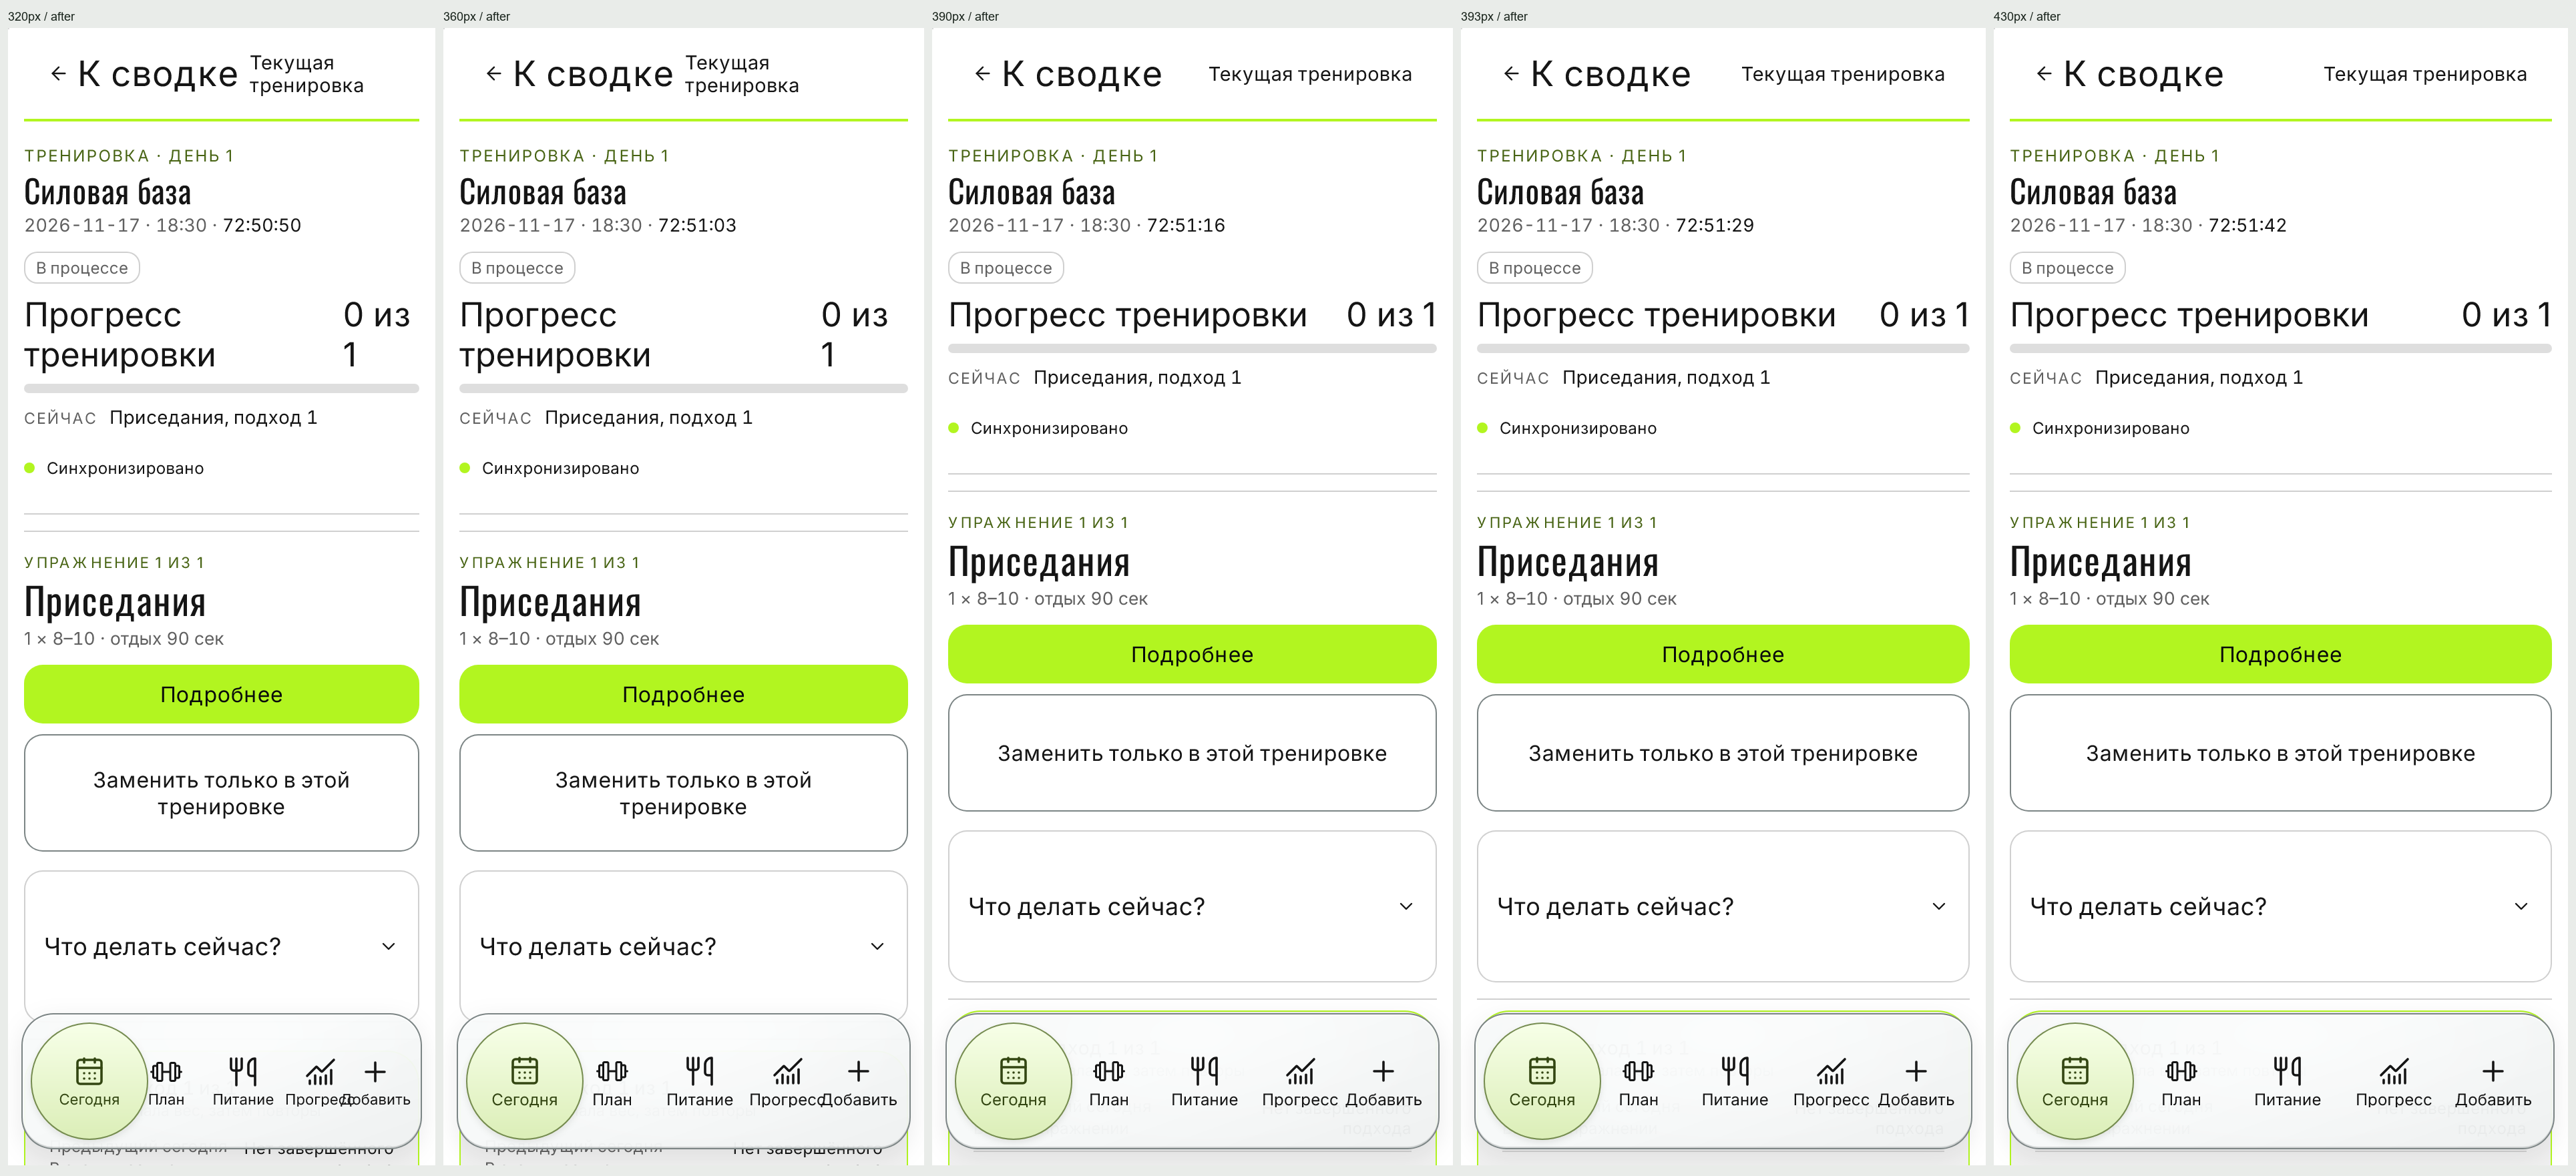 320px / after
← К сводке
Текущая
тренировка
ТРЕНИРОВКА · ДЕНЬ 1
Силовая база
2026-11-17 · 18:30 · 72:50:50
В процессе
Прогресс
тренировки
0 из
1
СЕЙЧАС Приседания, подход 1
Синхронизировано
УПРАЖНЕНИЕ 1 ИЗ 1
Приседания
1 × 8–10 · отдых 90 сек
Подробнее
Заменить только в этой
тренировке
Что делать сейчас?
Сегодня План Питание Прогресс Добавить
Предыдущий сегодня Нет завершённого
360px / after
← К сводке
Текущая
тренировка
ТРЕНИРОВКА · ДЕНЬ 1
Силовая база
2026-11-17 · 18:30 · 72:51:03
В процессе
Прогресс
тренировки
0 из
1
СЕЙЧАС Приседания, подход 1
Синхронизировано
УПРАЖНЕНИЕ 1 ИЗ 1
Приседания
1 × 8–10 · отдых 90 сек
Подробнее
Заменить только в этой
тренировке
Что делать сейчас?
Сегодня План Питание Прогресс Добавить
Предыдущий сегодня Нет завершённого
390px / after
← К сводке Текущая тренировка
ТРЕНИРОВКА · ДЕНЬ 1
Силовая база
2026-11-17 · 18:30 · 72:51:16
В процессе
Прогресс тренировки 0 из 1
СЕЙЧАС Приседания, подход 1
Синхронизировано
УПРАЖНЕНИЕ 1 ИЗ 1
Приседания
1 × 8–10 · отдых 90 сек
Подробнее
Заменить только в этой тренировке
Что делать сейчас?
Сегодня План Питание Прогресс Добавить
393px / after
← К сводке Текущая тренировка
ТРЕНИРОВКА · ДЕНЬ 1
Силовая база
2026-11-17 · 18:30 · 72:51:29
В процессе
Прогресс тренировки 0 из 1
СЕЙЧАС Приседания, подход 1
Синхронизировано
УПРАЖНЕНИЕ 1 ИЗ 1
Приседания
1 × 8–10 · отдых 90 сек
Подробнее
Заменить только в этой тренировке
Что делать сейчас?
Сегодня План Питание Прогресс Добавить
430px / after
← К сводке Текущая тренировка
ТРЕНИРОВКА · ДЕНЬ 1
Силовая база
2026-11-17 · 18:30 · 72:51:42
В процессе
Прогресс тренировки 0 из 1
СЕЙЧАС Приседания, подход 1
Синхронизировано
УПРАЖНЕНИЕ 1 ИЗ 1
Приседания
1 × 8–10 · отдых 90 сек
Подробнее
Заменить только в этой тренировке
Что делать сейчас?
Сегодня План Питание Прогресс Добавить